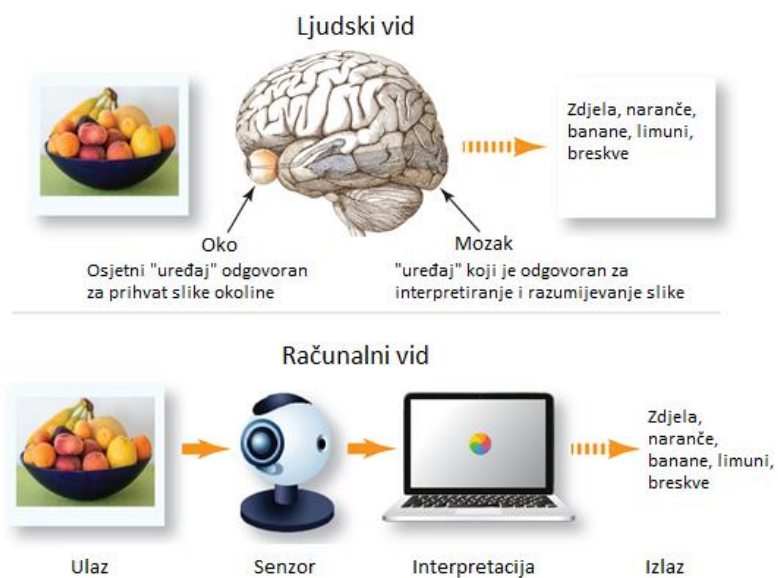 Ljudski vid
Zdjela, naranče,
banane, limuni,
breskve
Oko
Osjetni "uređaj" odgovoran
za prihvat slike okoline
Mozak
"uređaj" koji je odgovoran za
interpretiranje i razumijevanje slike
Računalni vid
Zdjela,
naranče,
banane, limuni,
breskve
Ulaz
Senzor
Interpretacija
Izlaz